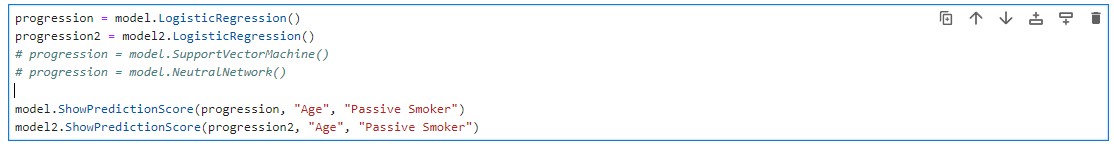 progression = model.LogisticRegression()
progression2 = model2.LogisticRegression()
# progression = model.SupportVectorMachine()
# progression = model.NeutralNetwork()
model.ShowPredictionScore(progression, "Age", "Passive Smoker")
model2.ShowPredictionScore(progression2, "Age", "Passive Smoker")